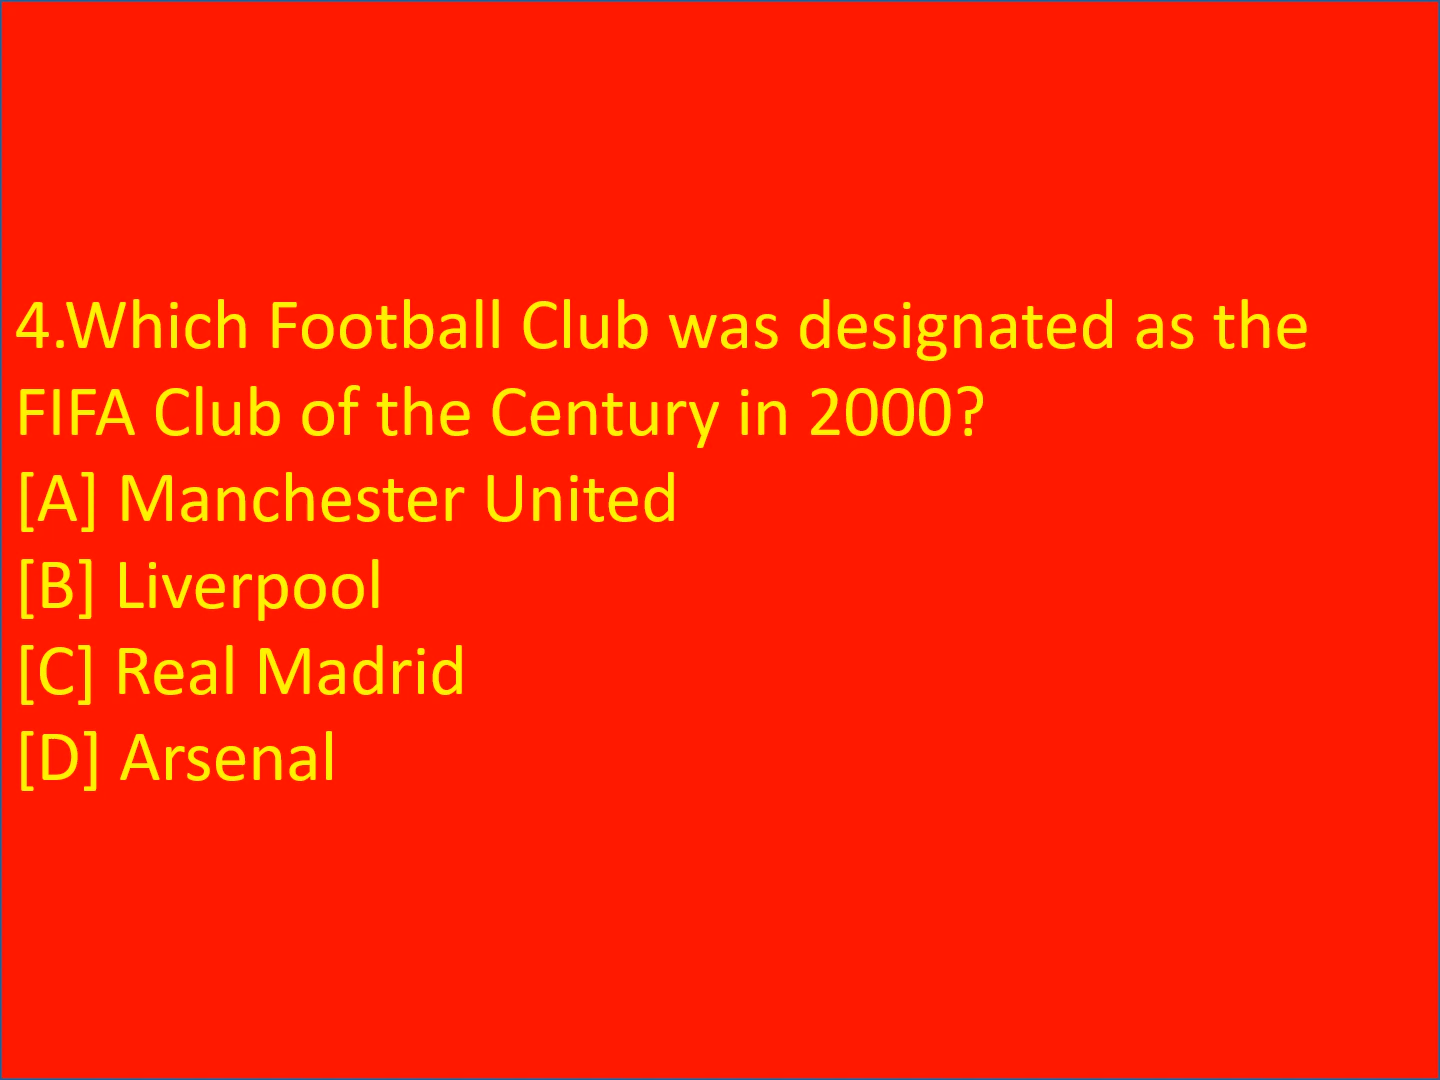 4.Which Football Club was designated as the
FIFA Club of the Century in 2000?
[A] Manchester United
[B] Liverpool
[C] Real Madrid
[D] Arsenal